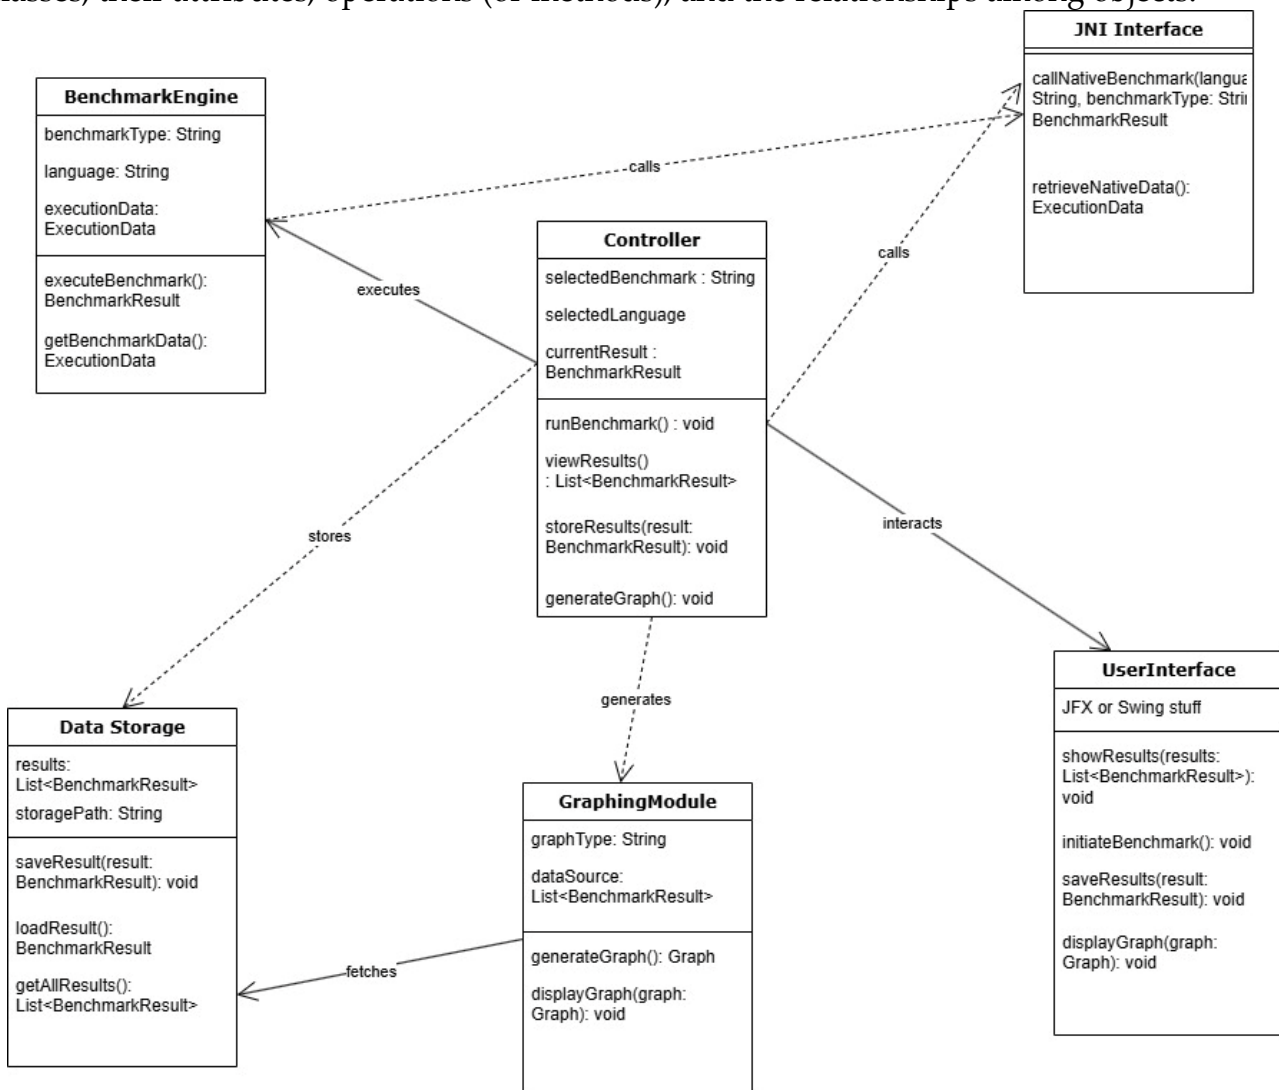 lasses, their attributes, operations (or methods), and the relationships among objects.
JNI Interface
callNativeBenchmark(langua
String, benchmarkType: Stri
BenchmarkResult
retrieveNativeData():
ExecutionData
BenchmarkEngine
benchmarkType: String
language: String
executionData:
ExecutionData
executeBenchmark():
BenchmarkResult
getBenchmarkData():
ExecutionData
calls
calls
executes
Controller
selectedBenchmark : String
selectedLanguage
currentResult :
BenchmarkResult
runBenchmark() : void
viewResults()
: List<BenchmarkResult>
storeResults(result:
BenchmarkResult): void
generateGraph(): void
stores
interacts
generates
UserInterface
JFX or Swing stuff
showResults(results:
List<BenchmarkResult>):
void
initiateBenchmark(): void
saveResults(result:
BenchmarkResult): void
displayGraph(graph:
Graph): void
Data Storage
results:
List<BenchmarkResult>
storagePath: String
saveResult(result:
BenchmarkResult): void
loadResult():
BenchmarkResult
getAllResults():
List<BenchmarkResult>
fetches
GraphingModule
graphType: String
dataSource:
List<BenchmarkResult>
generateGraph(): Graph
displayGraph(graph:
Graph): void